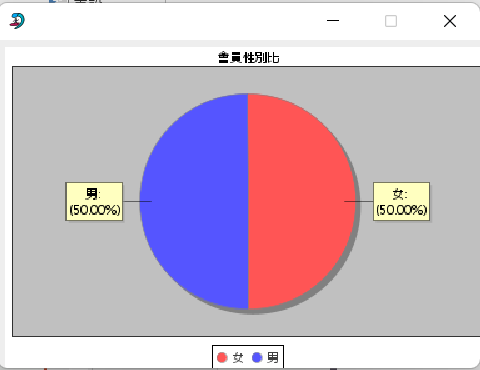 會員性別比
男:
(50.00%)
女:
(50.00%)
女 男